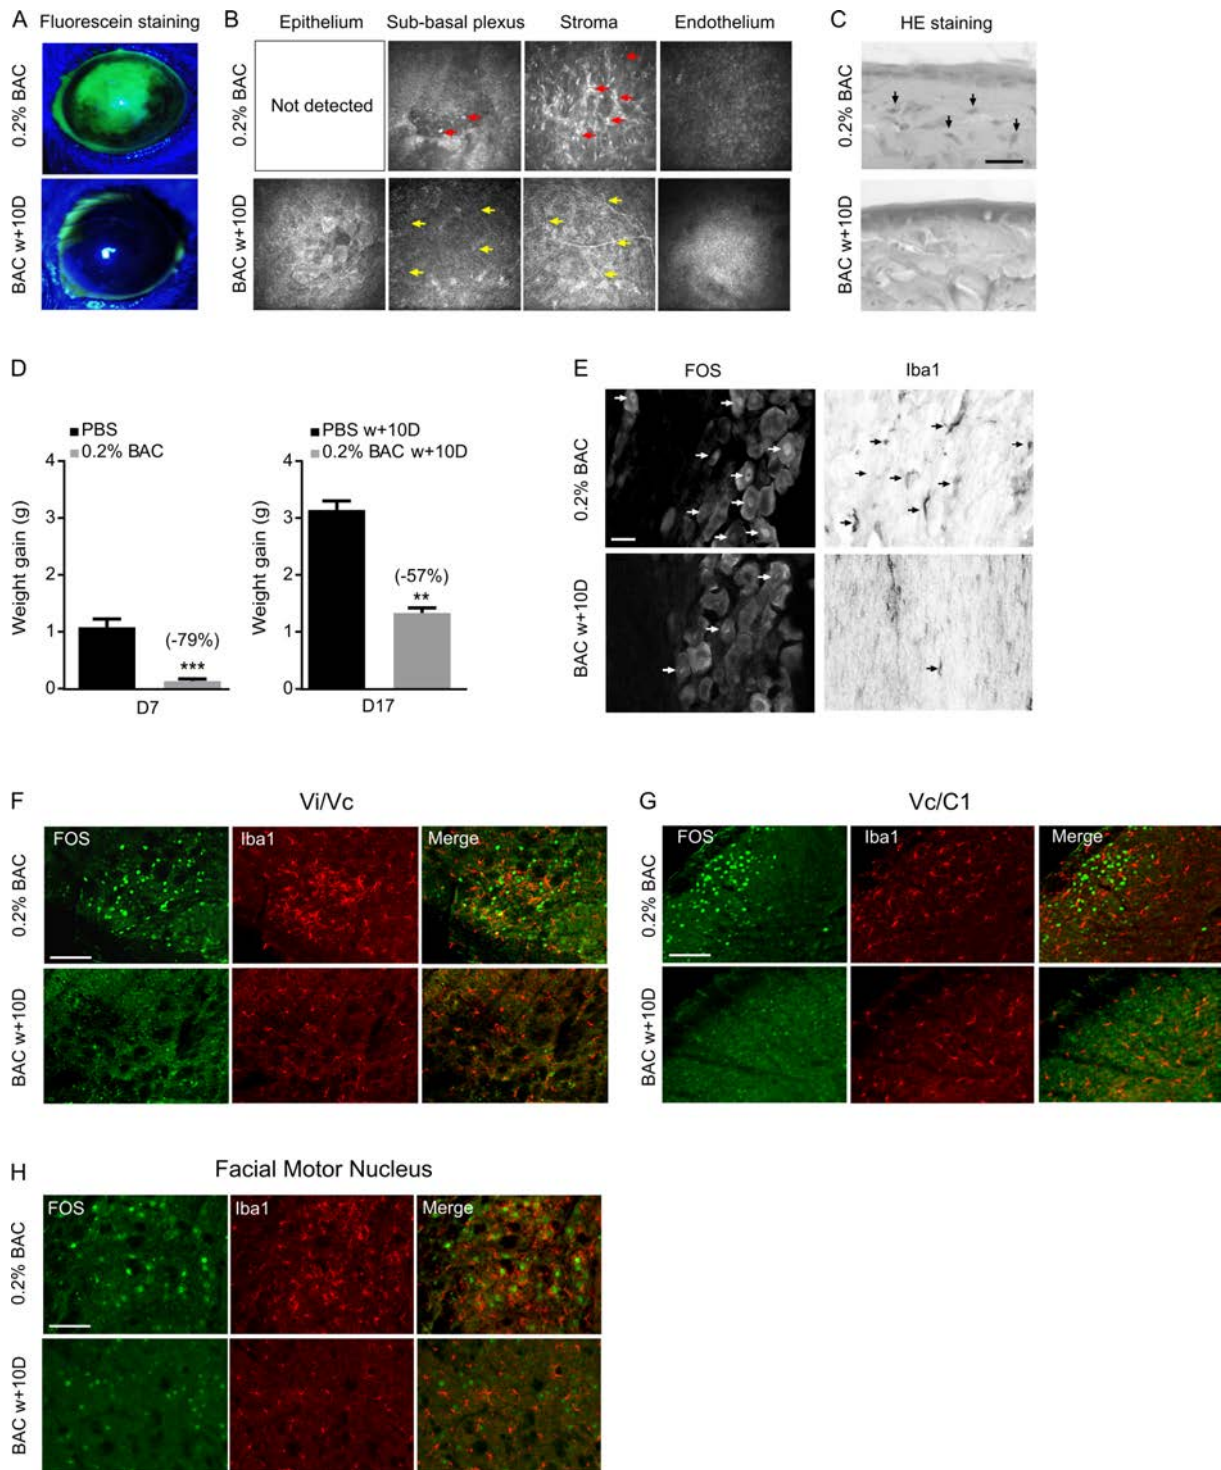 A Fluorescein staining
0.2% BAC
BAC w+10D
B Epithelium Sub-basal plexus Stroma Endothelium
0.2% BAC
Not detected
BAC w+10D
C HE staining
0.2% BAC
BAC w+10D
D
PBS
0.2% BAC
Weight gain (g)
4
3
2
1
0
(-79%)
***
D7
PBS w+10D
0.2% BAC w+10D
Weight gain (g)
4
3
2
1
0
(-57%)
**
D17
E FOS Iba1
0.2% BAC
BAC w+10D
F Vi/Vc
FOS Iba1 Merge
0.2% BAC
BAC w+10D
G Vc/C1
FOS Iba1 Merge
0.2% BAC
BAC w+10D
H Facial Motor Nucleus
FOS Iba1 Merge
0.2% BAC
BAC w+10D